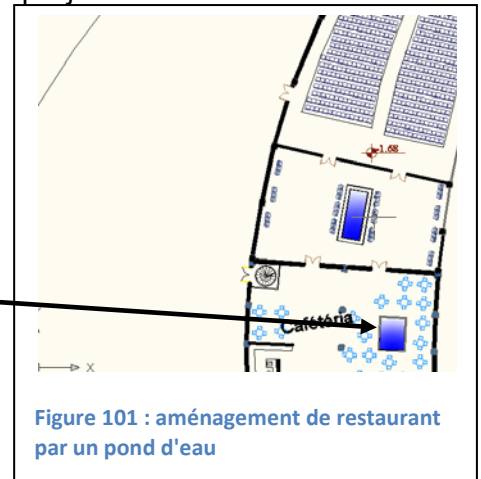 -1.68
Cafétéria
X
Figure 101 : aménagement de restaurant
par un pond d'eau